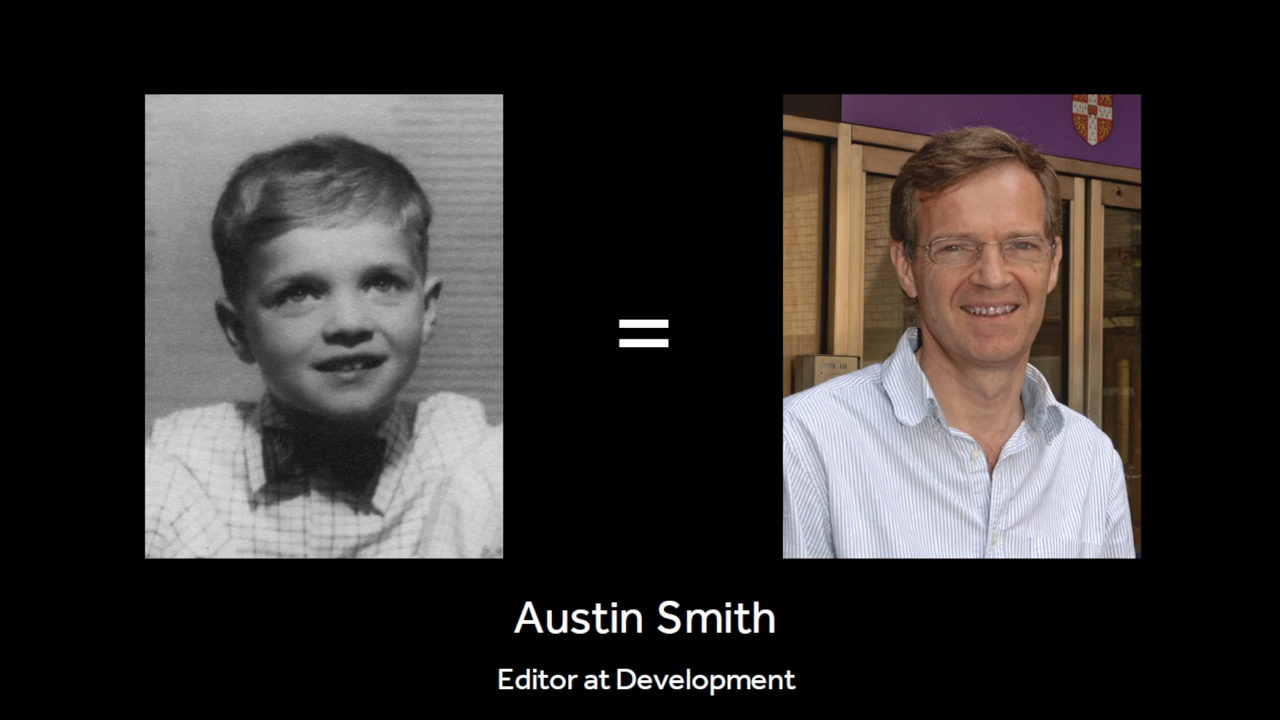 =
Austin Smith
Editor at Development